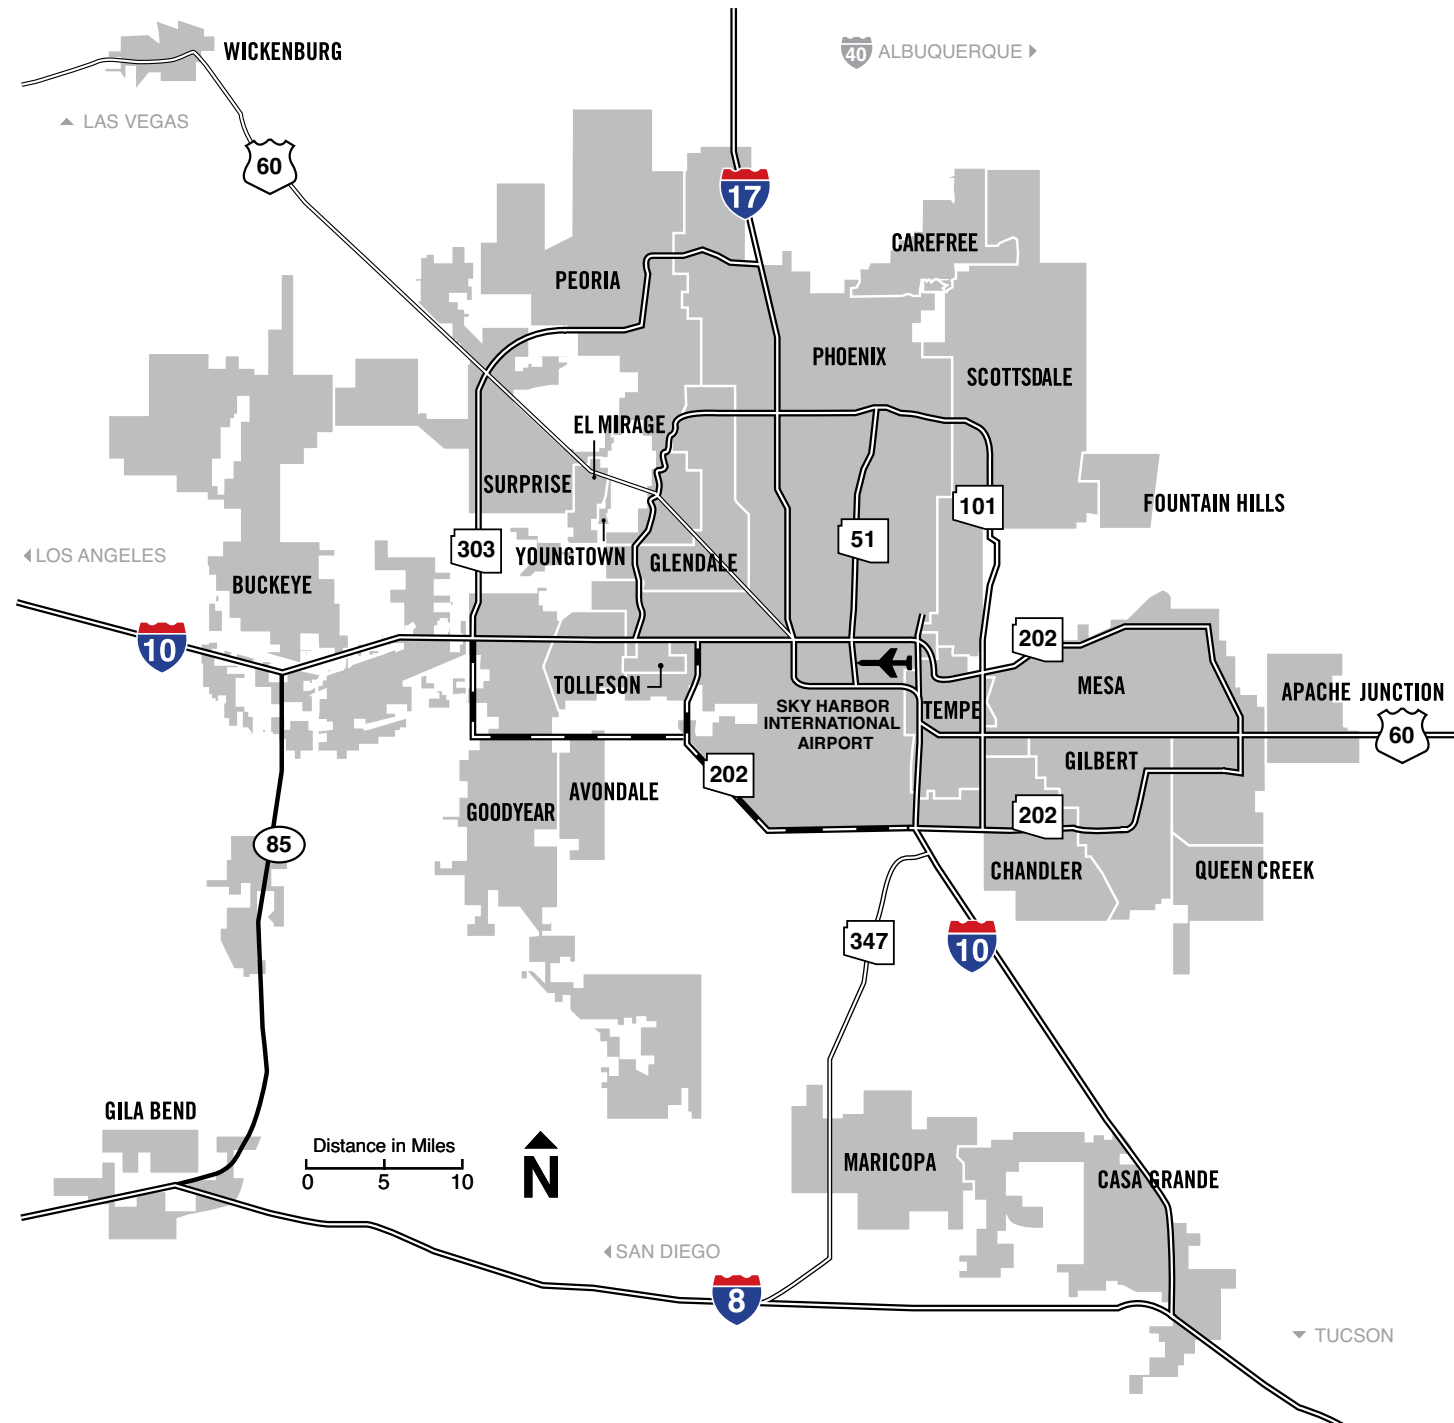 WICKENBURG
40 ALBUQUERQUE
LAS VEGAS
60
17
CAREFREE
PEORIA
PHOENIX
SCOTTSDALE
EL MIRAGE
SURPRISE
101
FOUNTAIN HILLS
51
303
YOUNGTOWN
GLENDALE
LOS ANGELES
BUCKEYE
10
202
TOLLESON
MESA
APACHE JUNCTION
SKY HARBOR
INTERNATIONAL
AIRPORT
TEMPE
60
GILBERT
202
AVONDALE
GOODYEAR
202
85
CHANDLER
QUEEN CREEK
347
10
GILA BEND
Distance in Miles
0 5 10
N
MARICOPA
CASA GRANDE
SAN DIEGO
8
TUCSON